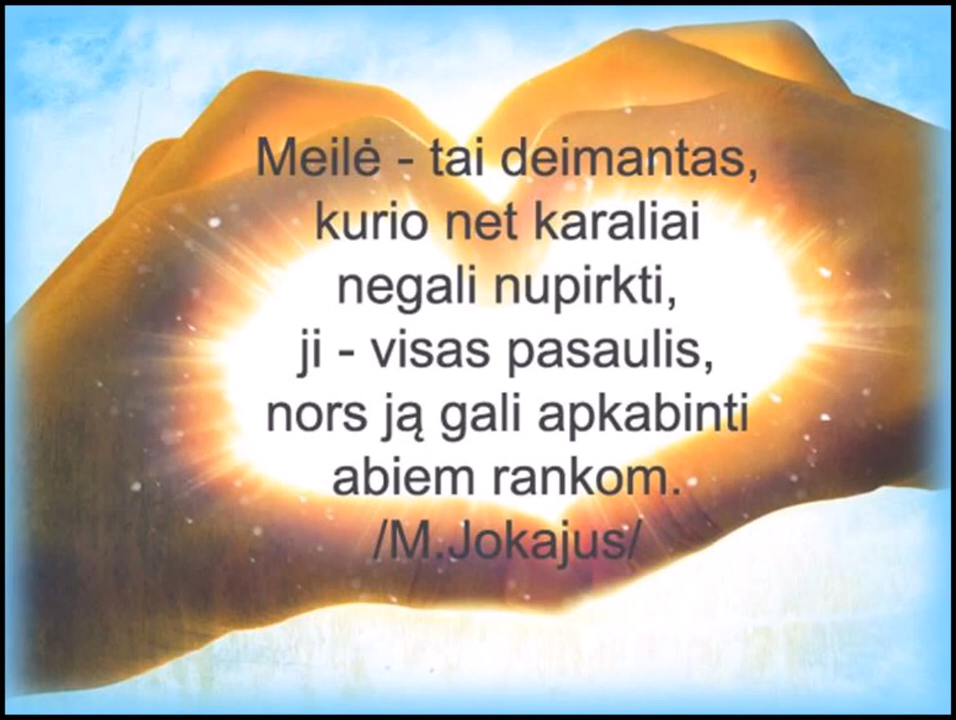 Meilė - tai deimantas,
kurio net karaliai
negali nupirkti,
ji - visas pasaulis,
nors ją gali apkabinti
abiem rankom.
/M.Jokajus/